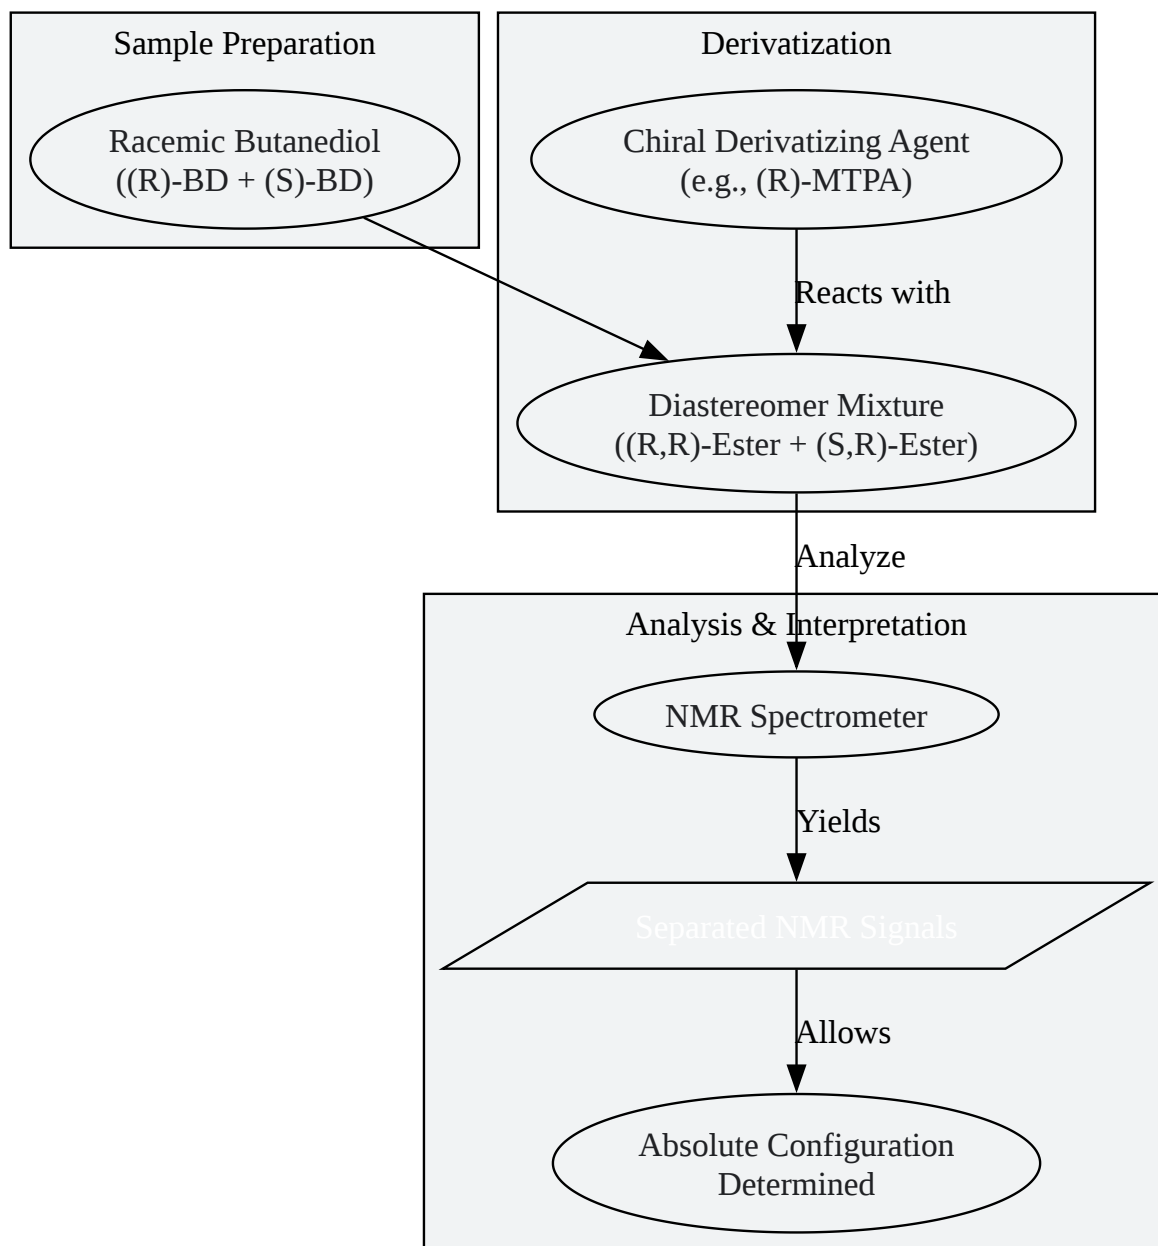 Sample Preparation
Racemic Butanediol
((R)-BD + (S)-BD)
Derivatization
Chiral Derivatizing Agent
(e.g., (R)-MTPA)
Reacts with
Diastereomer Mixture
((R,R)-Ester + (S,R)-Ester)
Analyze
Analysis & Interpretation
NMR Spectrometer
Yields
Separated NMR Signals
Allows
Absolute Configuration
Determined